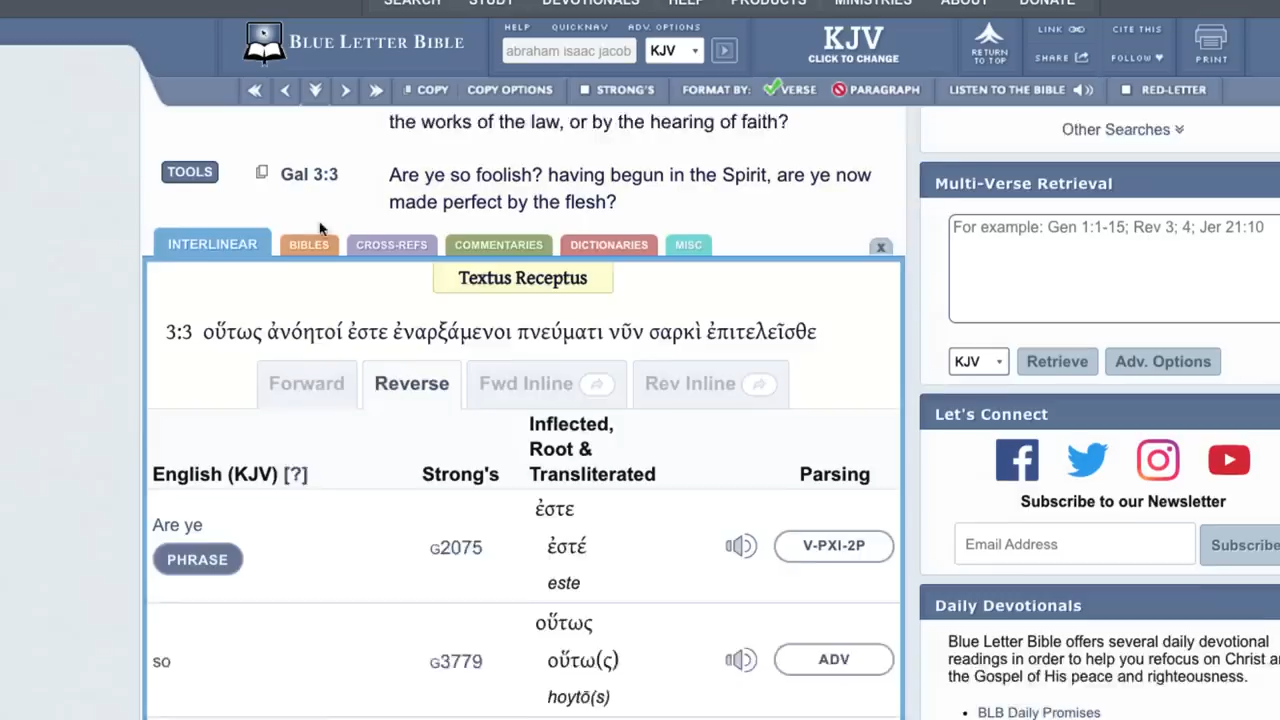 SEARCH STUDY DEVOTIONALS HELP PRODUCTS MINISTRIES ABOUT DONATE
BLUE LETTER BIBLE
HELP QUICKNAV ADV. OPTIONS
abraham isaac jacob KJV
KJV
CLICK TO CHANGE
RETURN
TO TOP
LINK
SHARE
CITE THIS
FOLLOW
PRINT
COPY COPY OPTIONS STRONG'S FORMAT BY: VERSE PARAGRAPH LISTEN TO THE BIBLE RED-LETTER
the works of the law, or by the hearing of faith?
TOOLS Gal 3:3 Are ye so foolish? having begun in the Spirit, are ye now
made perfect by the flesh?
INTERLINEAR BIBLES CROSS-REFS COMMENTARIES DICTIONARIES MISC x
Textus Receptus
3:3 οὕτως ἀνόητοί ἐστε ἐναρξάμενοι πνεύματι νῦν σαρκὶ ἐπιτελεῖσθε
Forward Reverse Fwd Inline Rev Inline
English (KJV) [?] Strong's Inflected,
Root &
Transliterated Parsing
Are ye
PHRASE
G2075
ἐστε
ἐστέ
este
V-PXI-2P
so
G3779
οὕτως
οὕτω(ς)
hoytō(s)
ADV
Other Searches
Multi-Verse Retrieval
For example: Gen 1:1-15; Rev 3; 4; Jer 21:10
KJV Retrieve Adv. Options
Let's Connect
Subscribe to our Newsletter
Email Address Subscribe
Daily Devotionals
Blue Letter Bible offers several daily devotional
readings in order to help you refocus on Christ a
the Gospel of His peace and righteousness.
• BLB Daily Promises